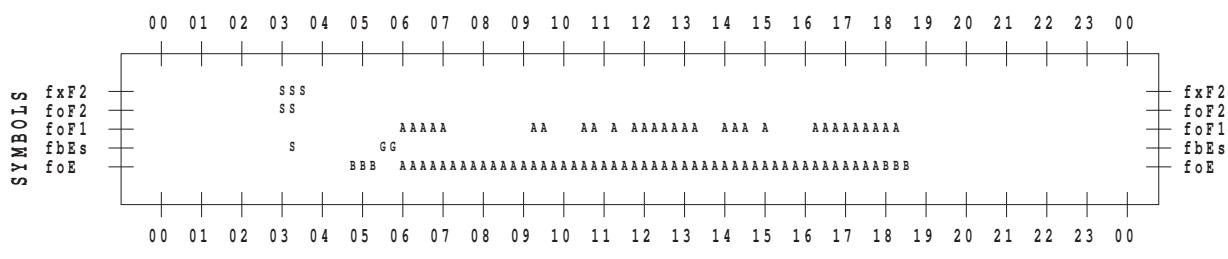 00 01 02 03 04 05 06 07 08 09 10 11 12 13 14 15 16 17 18 19 20 21 22 23 00
SYMBOLS
fxF2 SSS fxF2
foF2 SS foF2
foF1 AAAAA AA AA A AAAAAAA AAA A AAAAAAAAA foF1
fbEs S GG fbEs
foE BBB AAAAAAAAAAAAAAAAAAAAAAAAAAAAAAAAAAAAAAAAAAAAAAAABBB foE
00 01 02 03 04 05 06 07 08 09 10 11 12 13 14 15 16 17 18 19 20 21 22 23 00